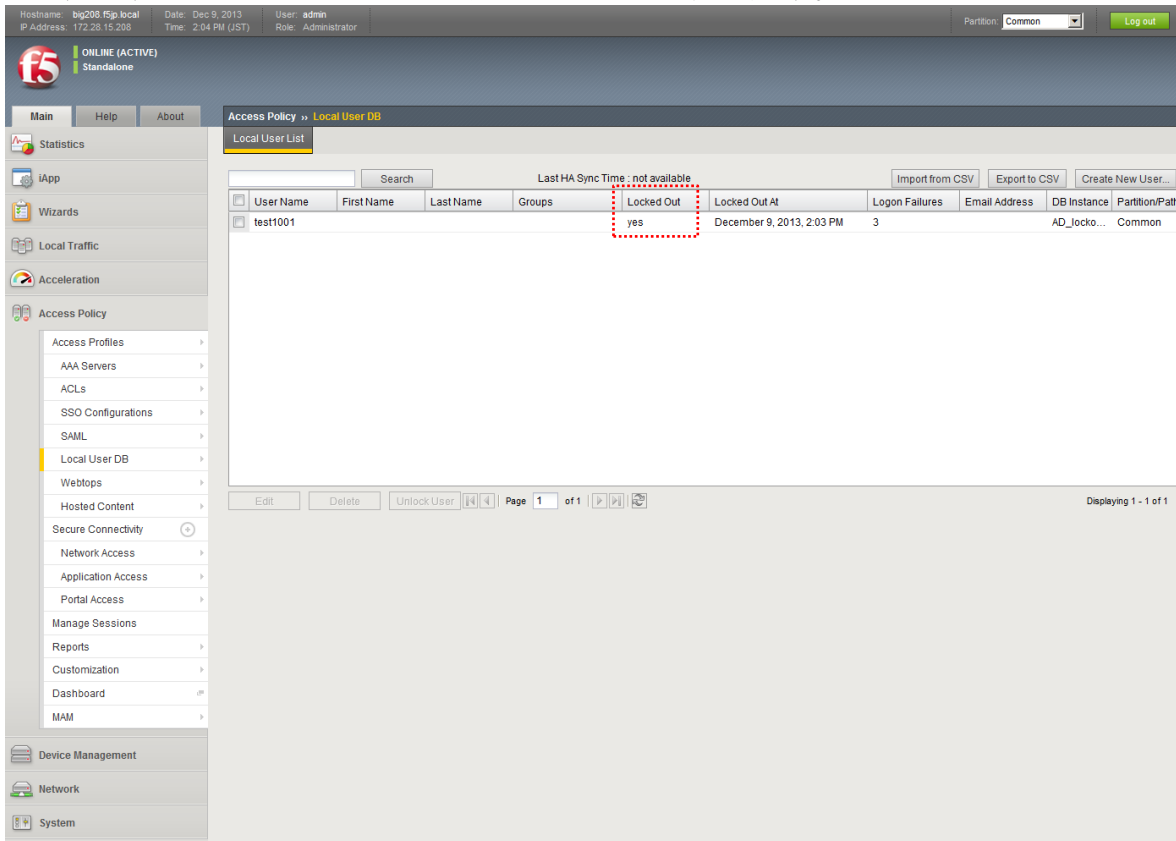 Hostname: big208.f5jp.local Date: Dec 9, 2013 User: admin Partition: Common Log out
IP Address: 172.28.15.208 Time: 2:04 PM (JST) Role: Administrator
f5
ONLINE (ACTIVE)
Standalone
Main Help About
Access Policy ›› Local User DB
Local User List
Statistics
iApp
Wizards
Local Traffic
Acceleration
Access Policy
Access Profiles
AAA Servers
ACLs
SSO Configurations
SAML
Local User DB
Webtops
Hosted Content
Secure Connectivity
Network Access
Application Access
Portal Access
Manage Sessions
Reports
Customization
Dashboard
MAM
Device Management
Network
System
Search Last HA Sync Time : not available Import from CSV Export to CSV Create New User...
User Name First Name Last Name Groups Locked Out Locked Out At Logon Failures Email Address DB Instance Partition/Path
test1001 yes December 9, 2013, 2:03 PM 3 AD_locko... Common
Edit Delete Unlock User Page 1 of 1 Displaying 1 - 1 of 1